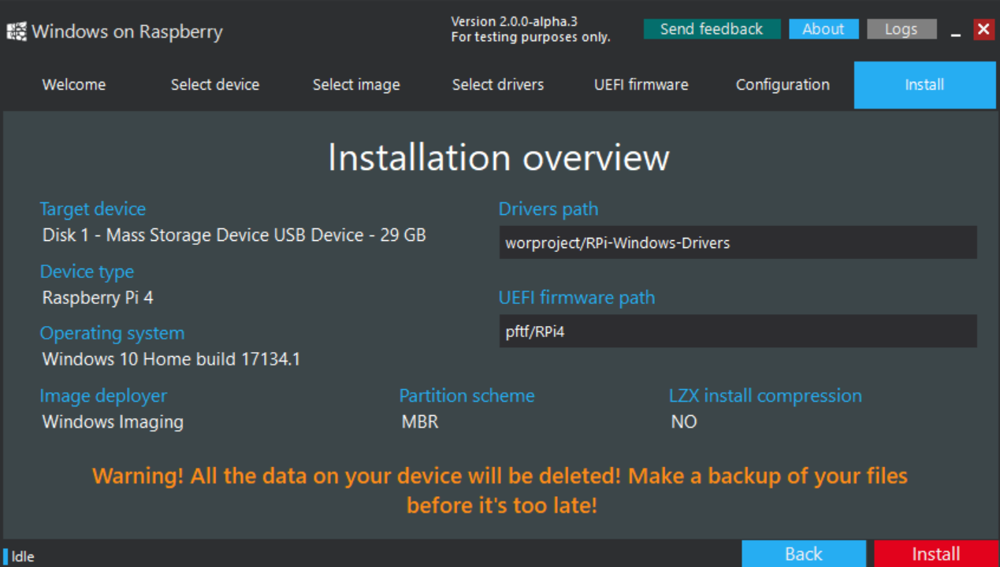 Windows on Raspberry
Version 2.0.0-alpha.3
For testing purposes only.
Send feedback
About
Logs
Welcome
Select device
Select image
Select drivers
UEFI firmware
Configuration
Install
Installation overview
Target device
Disk 1 - Mass Storage Device USB Device - 29 GB
Device type
Raspberry Pi 4
Operating system
Windows 10 Home build 17134.1
Drivers path
worproject/RPi-Windows-Drivers
UEFI firmware path
pftf/RPi4
Image deployer
Windows Imaging
Partition scheme
MBR
LZX install compression
NO
Warning! All the data on your device will be deleted! Make a backup of your files
before it's too late!
Idle
Back
Install